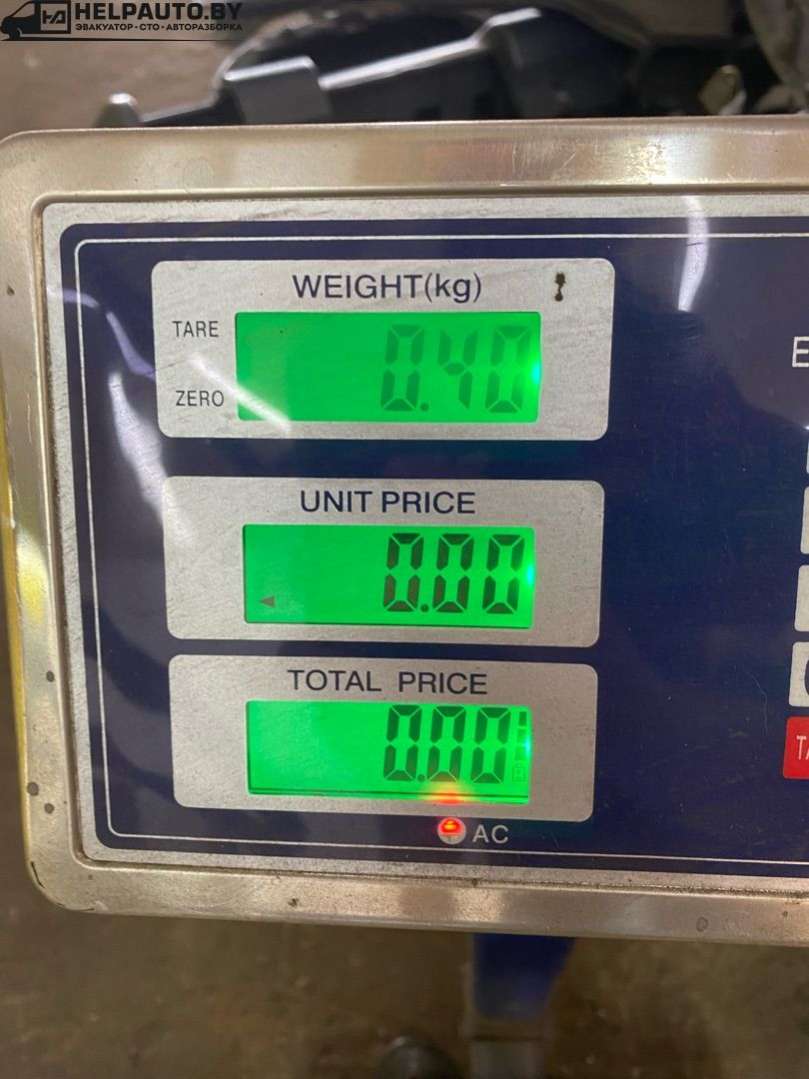 HELPAUTO.BY
ЭВАКУАТОР - СТО - АВТОРАЗБОРКА
WEIGHT(kg)
TARE
0.40
ZERO
UNIT PRICE
0.00
TOTAL PRICE
0.00
AC